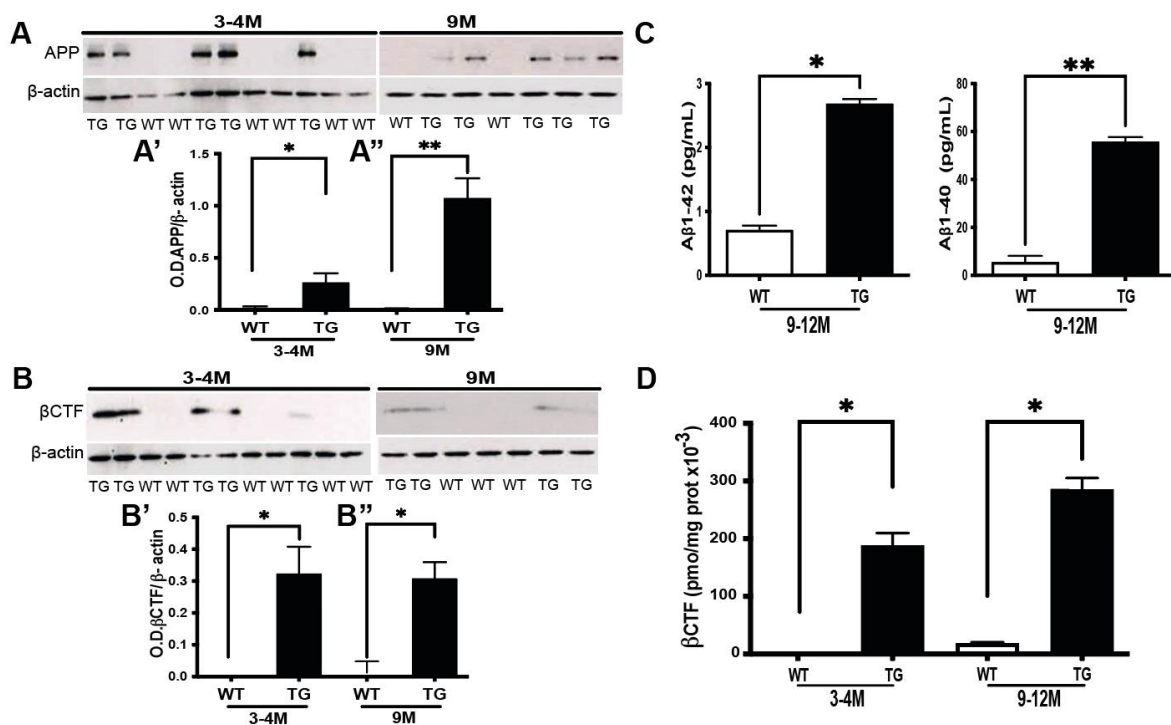 A
3-4M 9M
APP
β-actin
TG TG WT WT TG TG WT WT TG WT WT WT TG TG WT TG TG TG
A’ A’’
O.D.APP/β- actin
1.5
1.0
0.50
0.0
* **
WT TG WT TG
3-4M 9M
B
3-4M 9M
βCTF
β-actin
TG TG WT WT TG TG WT WT TG WT WT TG TG WT WT WT TG TG
B’ B’’
O.D.βCTF/β- actin
0.5
0.4
0.3
0.2
0.1
0.0
* *
WT TG WT TG
3-4M 9M
C
Aβ1-42 (pg/mL)
3
2
1
0
*
WT TG
9-12M
Aβ1-40 (pg/mL)
80
60
40
20
0
**
WT TG
9-12M
D
βCTF (pmo/mg prot x10-3)
400
300
200
100
0
* *
WT TG WT TG
3-4M 9-12M